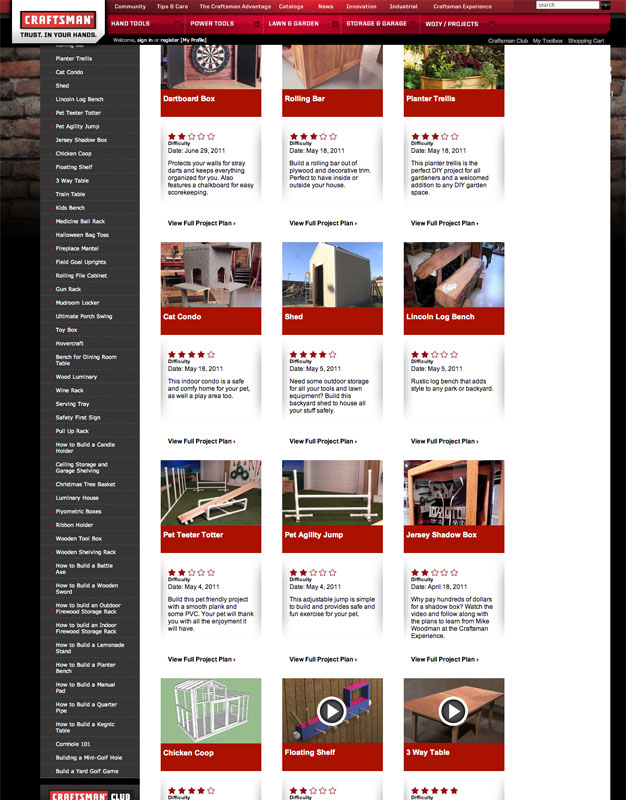 CRAFTSMAN
TRUST. IN YOUR HANDS.
Community Tips & Care The Craftsman Advantage Catalogs News Innovation Industrial Craftsman Experience
search
HAND TOOLS POWER TOOLS LAWN & GARDEN STORAGE & GARAGE WDIY / PROJECTS
Welcome, sign in or register [My Profile]
Craftsman Club My Toolbox Shopping Cart
Rolling Bar
Planter Trellis
Cat Condo
Shed
Lincoln Log Bench
Pet Teeter Totter
Pet Agility Jump
Jersey Shadow Box
Chicken Coop
Floating Shelf
3 Way Table
Train Table
Kids Bench
Medicine Ball Rack
Halloween Bag Toss
Fireplace Mantel
Field Goal Uprights
Rolling File Cabinet
Gun Rack
Mudroom Locker
Ultimate Porch Swing
Toy Box
Hovercraft
Bench for Dining Room
Table
Wood Luminary
Wine Rack
Serving Tray
Safety First Sign
Pull Up Rack
How to Build a Candle
Holder
Ceiling Storage and
Garage Shelving
Christmas Tree Basket
Luminary House
Plyometric Boxes
Ribbon Holder
Wooden Tool Box
Wooden Shelving Rack
How to Build a Battle
Axe
How to Build a Wooden
Sword
How to build an Outdoor
Firewood Storage Rack
How to build an Indoor
Firewood Storage Rack
How to Build a Lemonade
Stand
How to Build a Planter
Bench
How to Build a Manual
Pad
How to Build a Quarter
Pipe
How to Build a Kegnic
Table
Cornhole 101
Building a Mini-Golf Hole
Build a Yard Golf Game
CRAFTSMAN CLUB
Dartboard Box
Difficulty
Date: June 29, 2011
Protects your walls for stray
darts and keeps everything
organized for you. Also
features a chalkboard for easy
scorekeeping.
View Full Project Plan
Rolling Bar
Difficulty
Date: May 18, 2011
Build a rolling bar out of
plywood and decorative trim.
Perfect to have inside or
outside your house.
View Full Project Plan
Planter Trellis
Difficulty
Date: May 18, 2011
This planter trellis is the
perfect DIY project for all
gardeners and a welcomed
addition to any DIY garden
space.
View Full Project Plan
Cat Condo
Difficulty
Date: May 18, 2011
This indoor condo is a safe
and comfy home for your pet,
as well a play area too.
View Full Project Plan
Shed
Difficulty
Date: May 5, 2011
Need some outdoor storage
for all your tools and lawn
equipment? Build this
backyard shed to house all
your stuff safely.
View Full Project Plan
Lincoln Log Bench
Difficulty
Date: May 5, 2011
Rustic log bench that adds
style to any park or backyard.
View Full Project Plan
Pet Teeter Totter
Difficulty
Date: May 4, 2011
Build this pet friendly project
with a smooth plank and
some PVC. Your pet will thank
you with all the enjoyment it
will have.
View Full Project Plan
Pet Agility Jump
Difficulty
Date: May 4, 2011
This adjustable jump is simple
to build and provides safe and
fun exercise for your pet.
View Full Project Plan
Jersey Shadow Box
Difficulty
Date: April 18, 2011
Why pay hundreds of dollars
for a shadow box? Watch the
video and follow along with
the plans to learn from Mike
Woodman at the Craftsman
Experience.
View Full Project Plan
Chicken Coop
Difficulty
Floating Shelf
Difficulty
3 Way Table
Difficulty